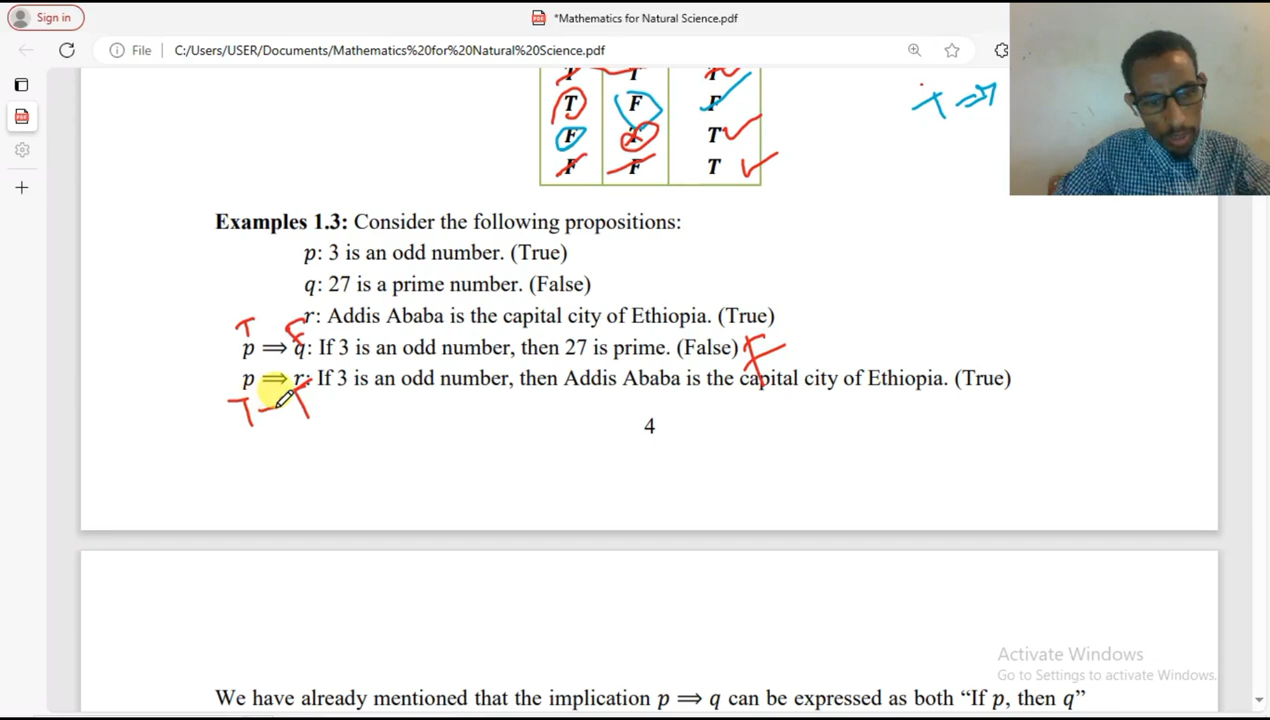 Sign in
*Mathematics for Natural Science.pdf
File C:/Users/USER/Documents/Mathematics%20for%20Natural%20Science.pdf
T T T
T F F
F T T
F F T
Examples 1.3: Consider the following propositions:
p: 3 is an odd number. (True)
q: 27 is a prime number. (False)
r: Addis Ababa is the capital city of Ethiopia. (True)
T F
p ⟹ q: If 3 is an odd number, then 27 is prime. (False) F
p ⟹ r: If 3 is an odd number, then Addis Ababa is the capital city of Ethiopia. (True)
T T
4
Activate Windows
Go to Settings to activate Windows.
We have already mentioned that the implication p ⟹ q can be expressed as both “If p, then q”